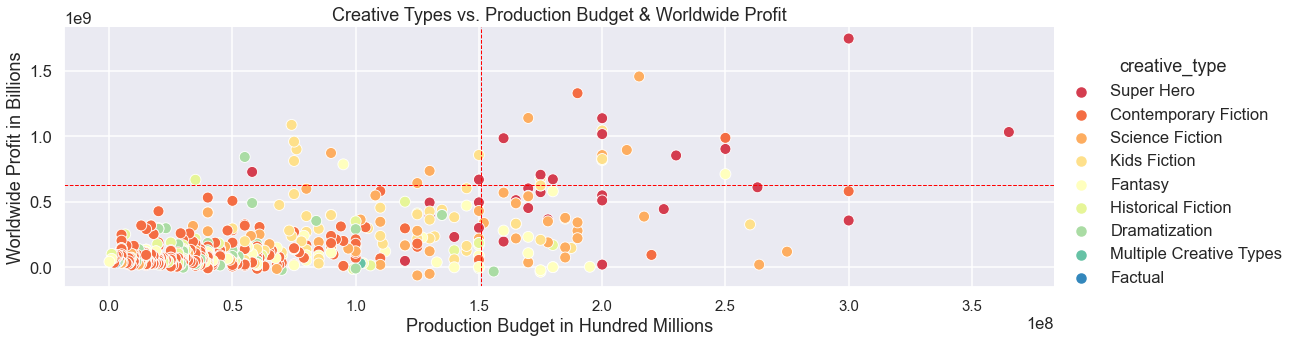 Creative Types vs. Production Budget & Worldwide Profit
1e9
Worldwide Profit in Billions
1.5
1.0
0.5
0.0
0.0
0.5
1.0
1.5
2.0
2.5
3.0
3.5
1e8
Production Budget in Hundred Millions
creative_type
Super Hero
Contemporary Fiction
Science Fiction
Kids Fiction
Fantasy
Historical Fiction
Dramatization
Multiple Creative Types
Factual